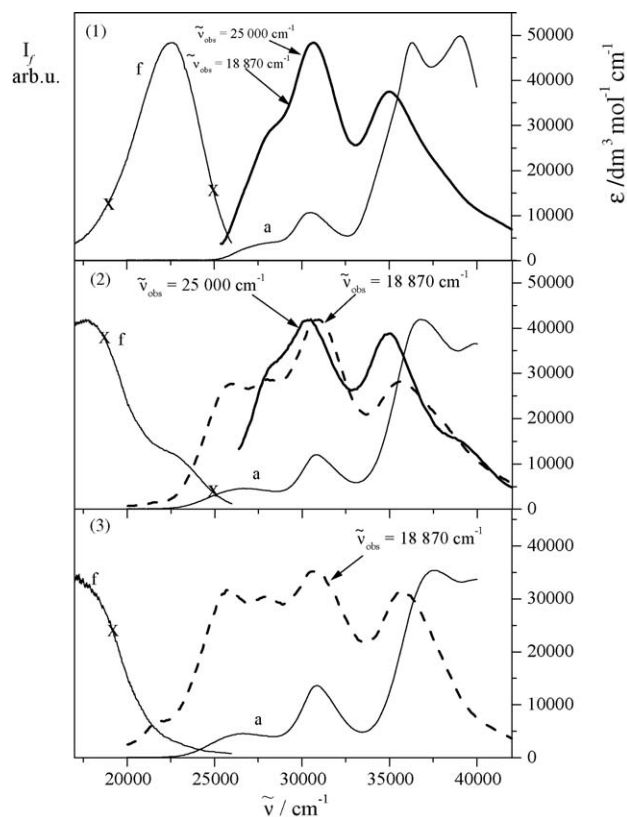 I_f
arb.u.
(1)
ν̃_obs = 25 000 cm⁻¹
ν̃_obs = 18 870 cm⁻¹
f
x
x
a
50000
40000
30000
20000
10000
0
ε /dm³ mol⁻¹ cm⁻¹
(2)
ν̃_obs = 25 000 cm⁻¹
ν̃_obs = 18 870 cm⁻¹
X
f
x
a
50000
40000
30000
20000
10000
0
(3)
ν̃_obs = 18 870 cm⁻¹
f
X
a
40000
30000
20000
10000
0
20000 25000 30000 35000 40000
ν̃ / cm⁻¹